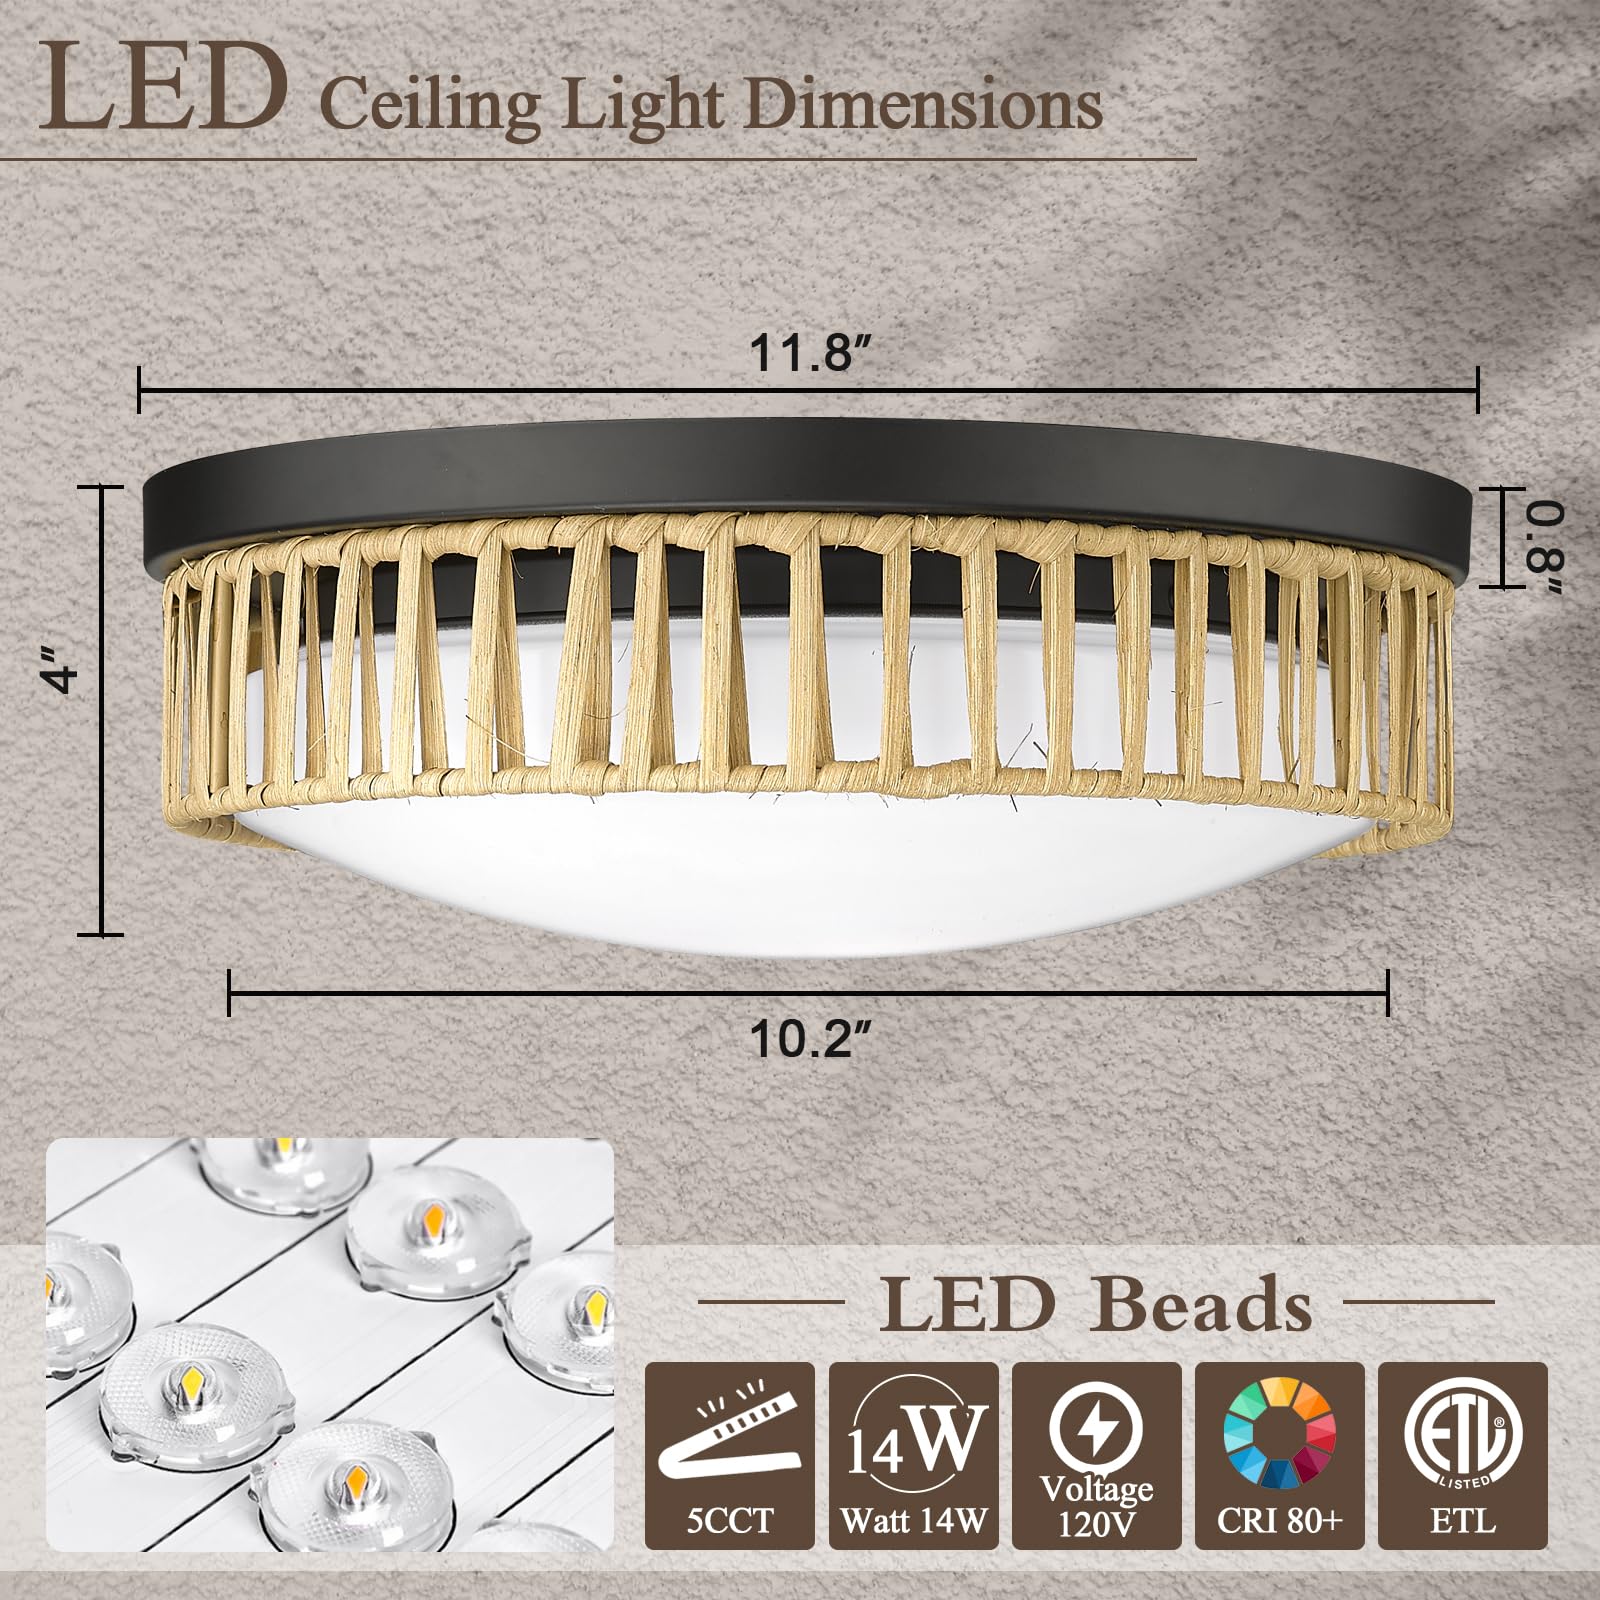 LED Ceiling Light Dimensions
11.8″
4″
0.8″
10.2″
LED Beads
5CCT
14W
Watt 14W
Voltage
120V
CRI 80+
ETL®
LISTED
ETL